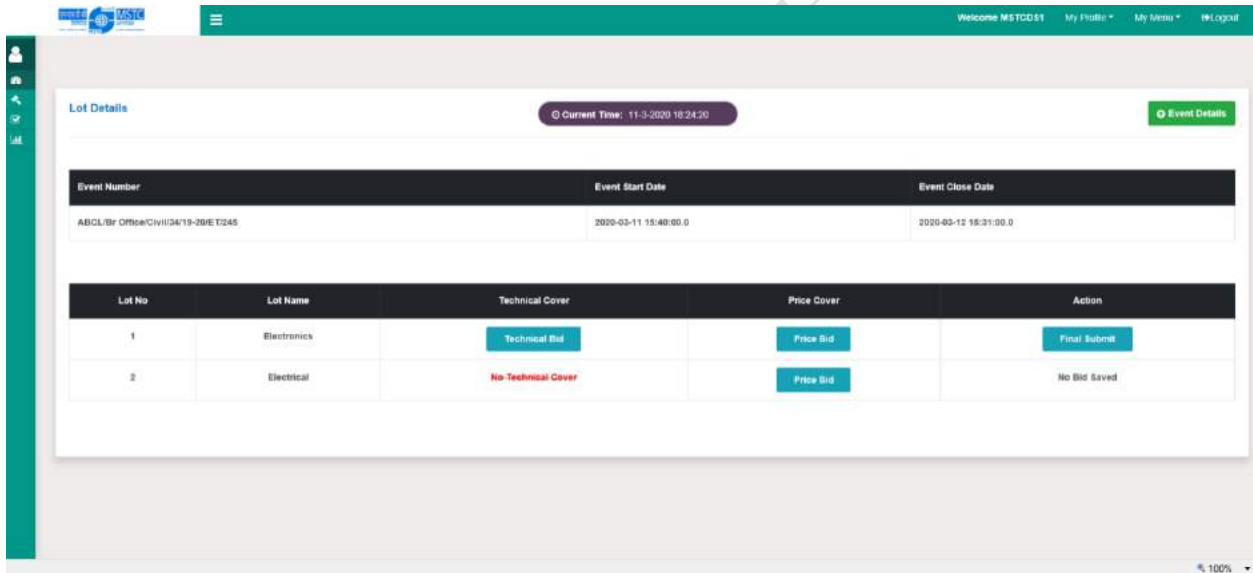 MSTC
Welcome MSTCDS1 My Profile My Menu Logout
Lot Details
Current Time: 11-3-2020 18:24:20
Event Details
Event Number Event Start Date Event Close Date
ABCL/Br Office/Civil/34/19-20/ET/245 2020-03-11 15:40:00.0 2020-03-12 16:31:00.0
Lot No Lot Name Technical Cover Price Cover Action
1 Electronics Technical Bid Price Bid Final Submit
2 Electrical No Technical Cover Price Bid No Bid Saved
100%